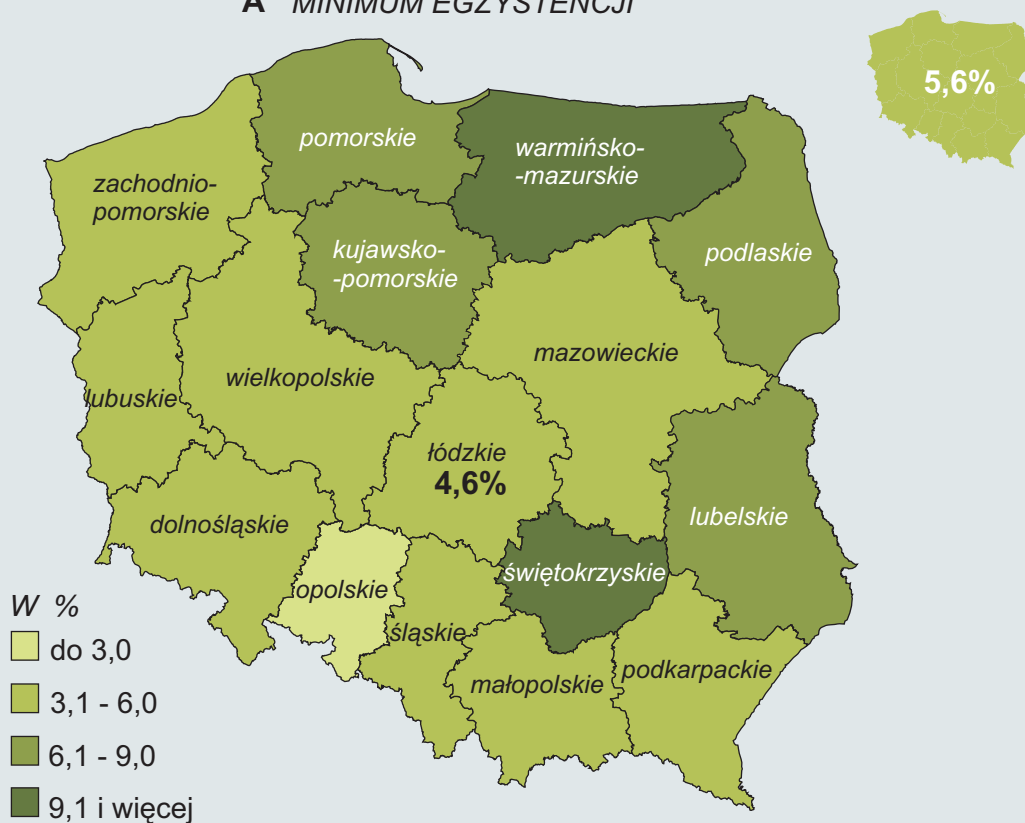 A MINIMUM EGZYSTENCJI
5,6%
pomorskie
warmińsko-
-mazurskie
zachodnio-
pomorskie
kujawsko-
-pomorskie
podlaskie
mazowieckie
wielkopolskie
lubuskie
łódzkie
4,6%
dolnośląskie
lubelskie
świętokrzyskie
opolskie
śląskie
małopolskie
podkarpackie
W %
do 3,0
3,1 - 6,0
6,1 - 9,0
9,1 i więcej